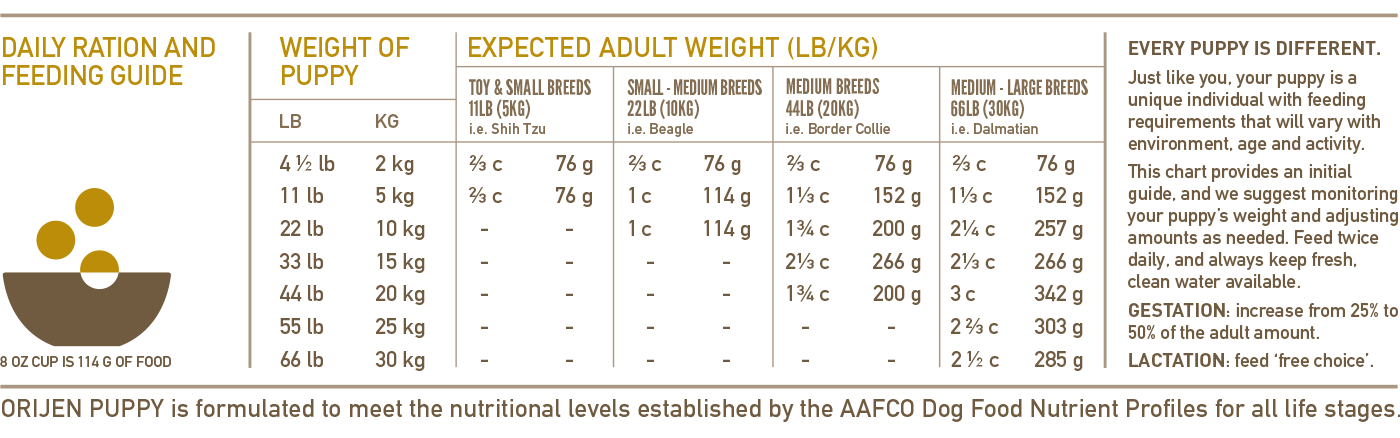 DAILY RATION AND
FEEDING GUIDE
8 OZ CUP IS 114 G OF FOOD
WEIGHT OF
PUPPY
EXPECTED ADULT WEIGHT (LB/KG)
LB KG
TOY & SMALL BREEDS
11LB (5KG)
i.e. Shih Tzu
SMALL - MEDIUM BREEDS
22LB (10KG)
i.e. Beagle
MEDIUM BREEDS
44LB (20KG)
i.e. Border Collie
MEDIUM - LARGE BREEDS
66LB (30KG)
i.e. Dalmatian
4 ½ lb 2 kg ⅔ c 76 g ⅔ c 76 g ⅔ c 76 g ⅔ c 76 g
11 lb 5 kg ⅔ c 76 g 1 c 114 g 1⅓ c 152 g 1⅓ c 152 g
22 lb 10 kg - - 1 c 114 g 1¾ c 200 g 2¼ c 257 g
33 lb 15 kg - - - - 2⅓ c 266 g 2⅓ c 266 g
44 lb 20 kg - - - - 1¾ c 200 g 3 c 342 g
55 lb 25 kg - - - - - - 2 ⅔ c 303 g
66 lb 30 kg - - - - - - 2 ½ c 285 g
EVERY PUPPY IS DIFFERENT.
Just like you, your puppy is a
unique individual with feeding
requirements that will vary with
environment, age and activity.
This chart provides an initial
guide, and we suggest monitoring
your puppy's weight and adjusting
amounts as needed. Feed twice
daily, and always keep fresh,
clean water available.
GESTATION: increase from 25% to
50% of the adult amount.
LACTATION: feed 'free choice'.
ORIJEN PUPPY is formulated to meet the nutritional levels established by the AAFCO Dog Food Nutrient Profiles for all life stages.